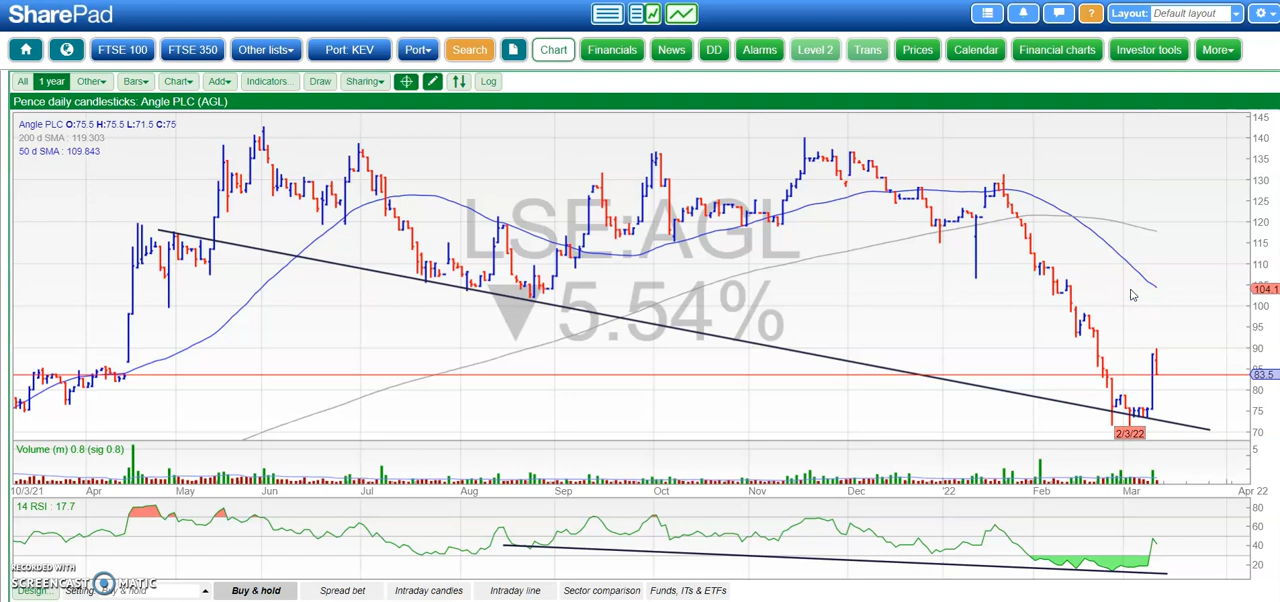 SharePad
Layout: Default layout
FTSE 100 FTSE 350 Other lists Port: KEV Port Search Chart Financials News DD Alarms Level 2 Trans Prices Calendar Financial charts Investor tools More
All 1 year Other Bars Chart Add Indicators... Draw Sharing Log
Pence daily candlesticks: Angle PLC (AGL)
Angle PLC O:75.5 H:75.5 L:71.5 C:75
200 d SMA : 119.303
50 d SMA : 109.843
LSE:AGL
▼5.54%
145
140
135
130
125
120
115
110
104.1
100
95
90
85
83.5
80
75
70
2/3/22
Volume (m) 0.8 (sig 0.8)
5
10/3/21 Apr May Jun Jul Aug Sep Oct Nov Dec '22 Feb Mar Apr 22
14 RSI : 17.7
80
60
40
20
RECORDED WITH
SCREENCAST MATIC
Design... Setting: Buy & hold Buy & hold Spread bet Intraday candles Intraday line Sector comparison Funds, ITs & ETFs